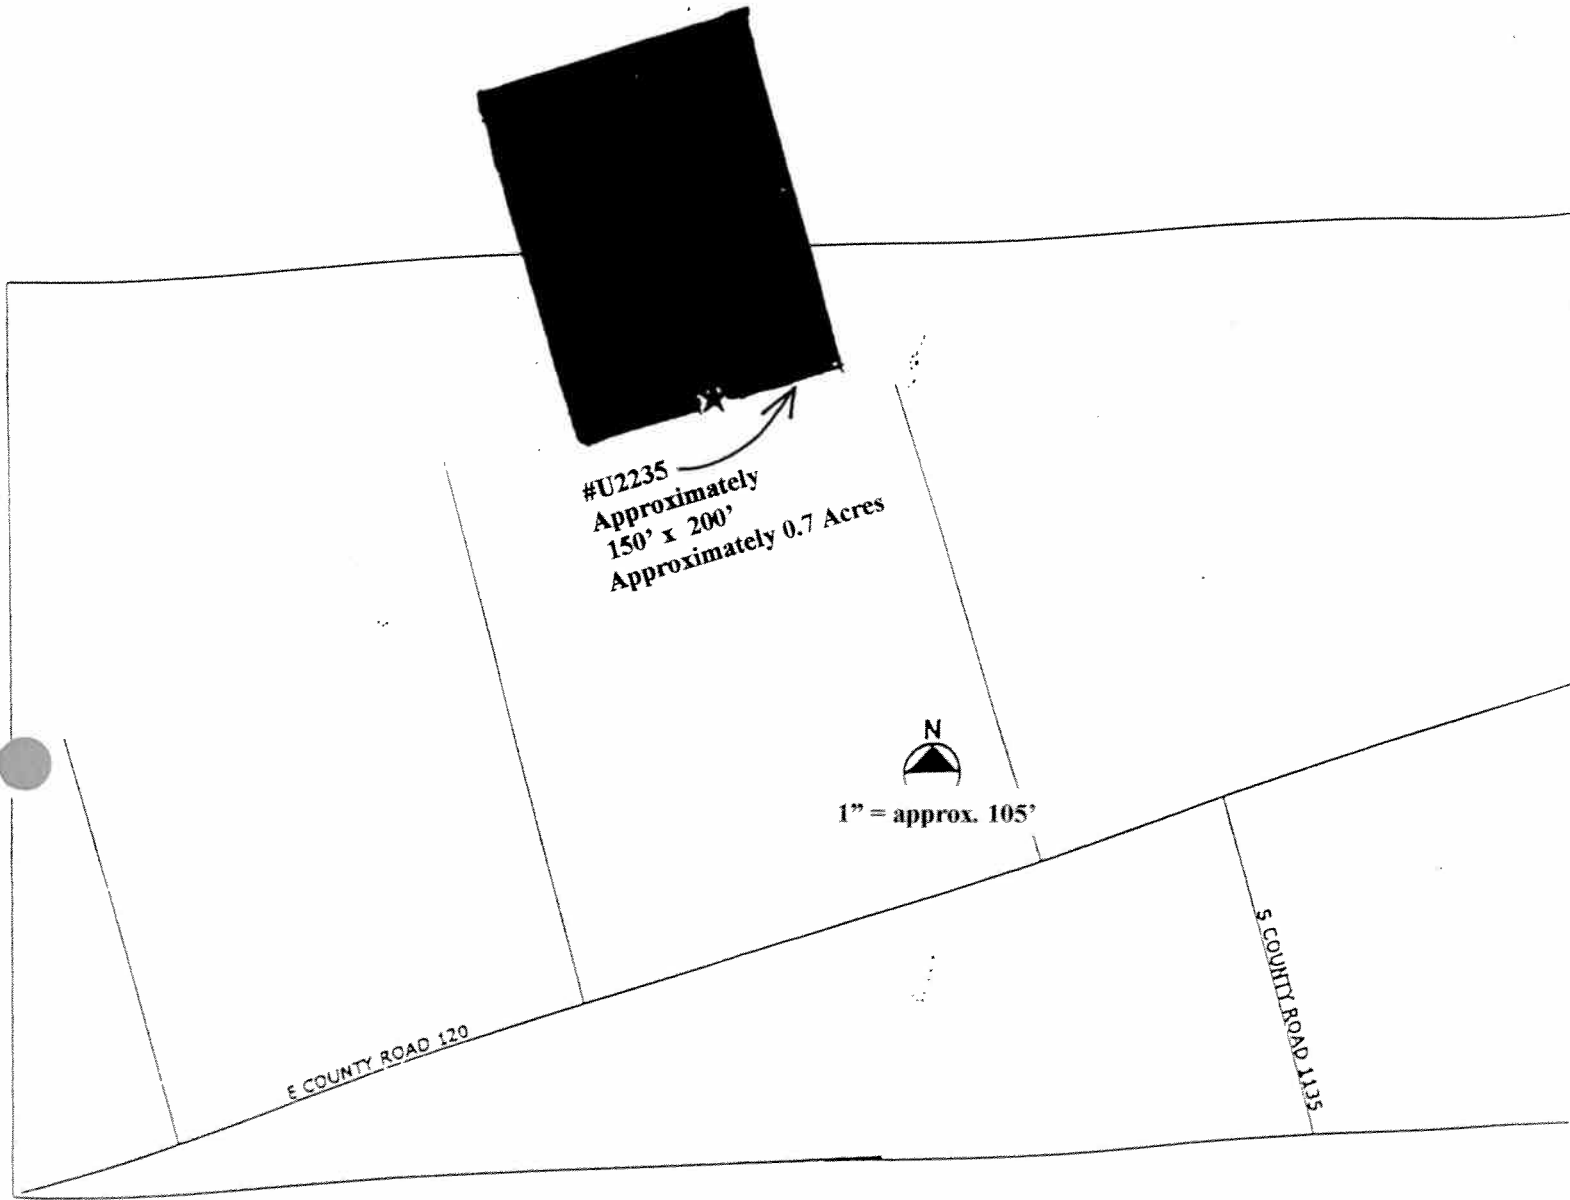 #U2235
Approximately
150’ x 200’
Approximately 0.7 Acres
N
1” = approx. 105’
E COUNTY ROAD 120
S COUNTY ROAD 1135